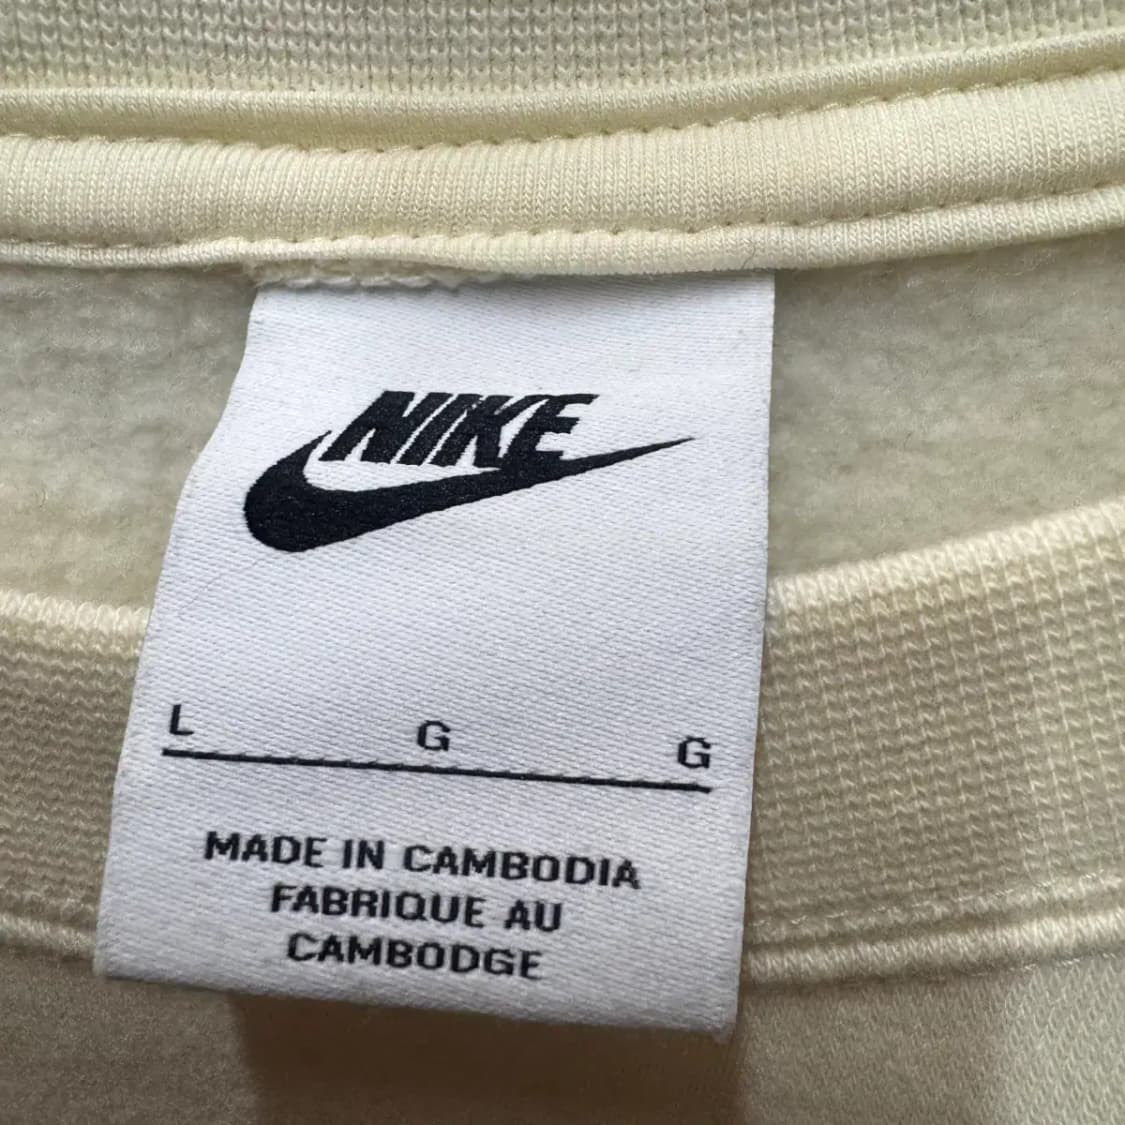 NIKE
L G G
MADE IN CAMBODIA
FABRIQUE AU
CAMBODGE